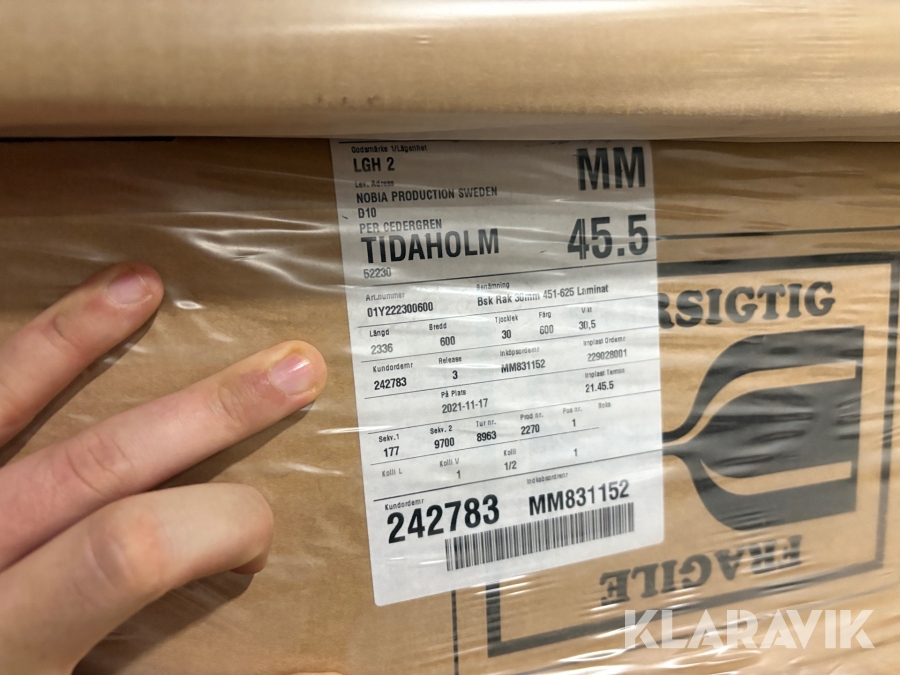 Godsmärke 1/Lägenhet
LGH 2
MM
Lev. Adress
NOBIA PRODUCTION SWEDEN
D10
PER CEDERGREN
TIDAHOLM
45.5
52230
Art.nummer
Benämning
01Y222300600
Bsk Rak 30mm 451-625 Laminat
Längd Bredd Tjocklek Färg Vikt
2336 600 30 600 30,5
Kundordernr Release Inköpsordernr Inplast Ordernr
242783 3 MM831152 229028001
På Plats Inplast Termin
2021-11-17 21.45.5
Sekv.1 Sekv. 2 Tur nr. Prod nr. Pos nr.
177 9700 8963 2270 1
Kolli L Kolli V Kolli
1 1/2
Kundordernr
242783 MM831152
RSIGTIG
FRAGILE
KLARAVIK